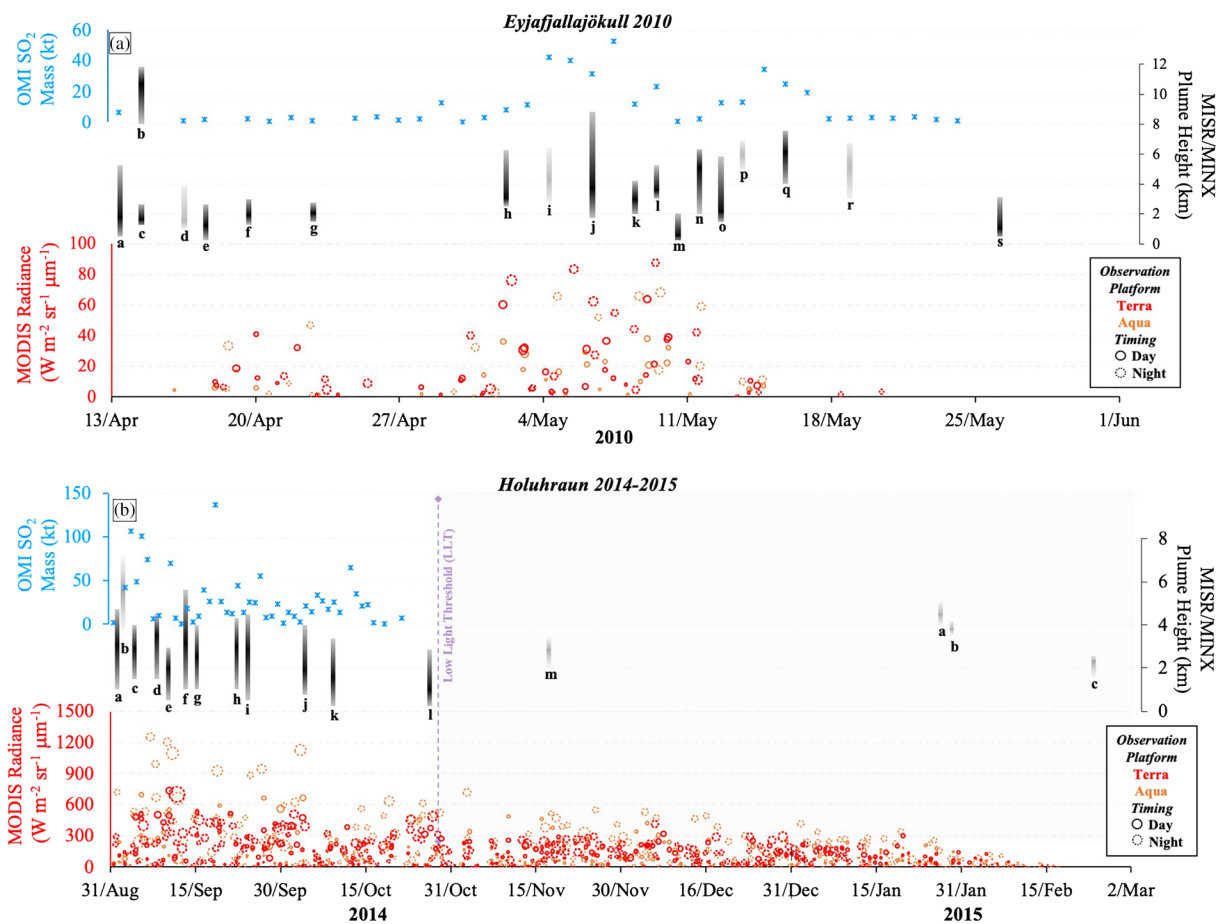 Eyjafjallajökull 2010
(a)
OMI SO2
Mass (kt)
60
40
20
0
MISR/MINX
Plume Height (km)
12
10
8
6
4
2
0
a
b
c
d
e
f
g
h
i
j
k
l
m
n
o
p
q
r
s
MODIS Radiance
(W m-2 sr-1 μm-1)
100
80
60
40
20
0
Observation
Platform
Terra
Aqua
Timing
Day
Night
13/Apr 20/Apr 27/Apr 4/May 11/May 18/May 25/May 1/Jun
2010
Holuhraun 2014-2015
(b)
OMI SO2
Mass (kt)
150
100
50
0
Low Light Threshold (LLT)
MISR/MINX
Plume Height (km)
8
6
4
2
0
a
b
c
d
e
f
g
h
i
j
k
l
m
a
b
c
MODIS Radiance
(W m-2 sr-1 μm-1)
1500
1200
900
600
300
0
Observation
Platform
Terra
Aqua
Timing
Day
Night
31/Aug 15/Sep 30/Sep 15/Oct 31/Oct 15/Nov 30/Nov 16/Dec 31/Dec 15/Jan 31/Jan 15/Feb 2/Mar
2014 2015